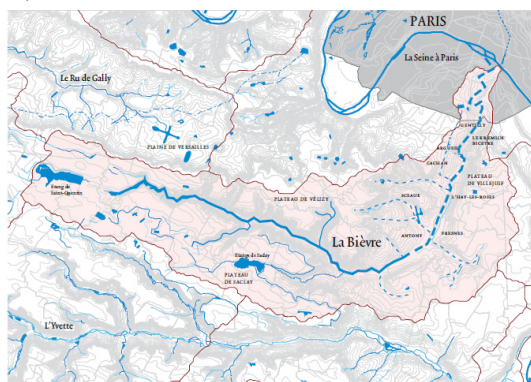 PARIS
La Seine à Paris
Le Ru de Gally
GENTILLY
LE KREMLIN
BICETRE
PLAINE DE VERSAILLES
ARCUEIL
CACHAN
PLATEAU
DE VILLEJUIF
Etang de
Saint-Quentin
SCEAUX
L'HAY-LES-ROSES
PLATEAU DE VÉLIZY
La Bièvre
ANTONY
FRESNES
Etangs de Saclay
PLATEAU
DE SACLAY
L'Yvette